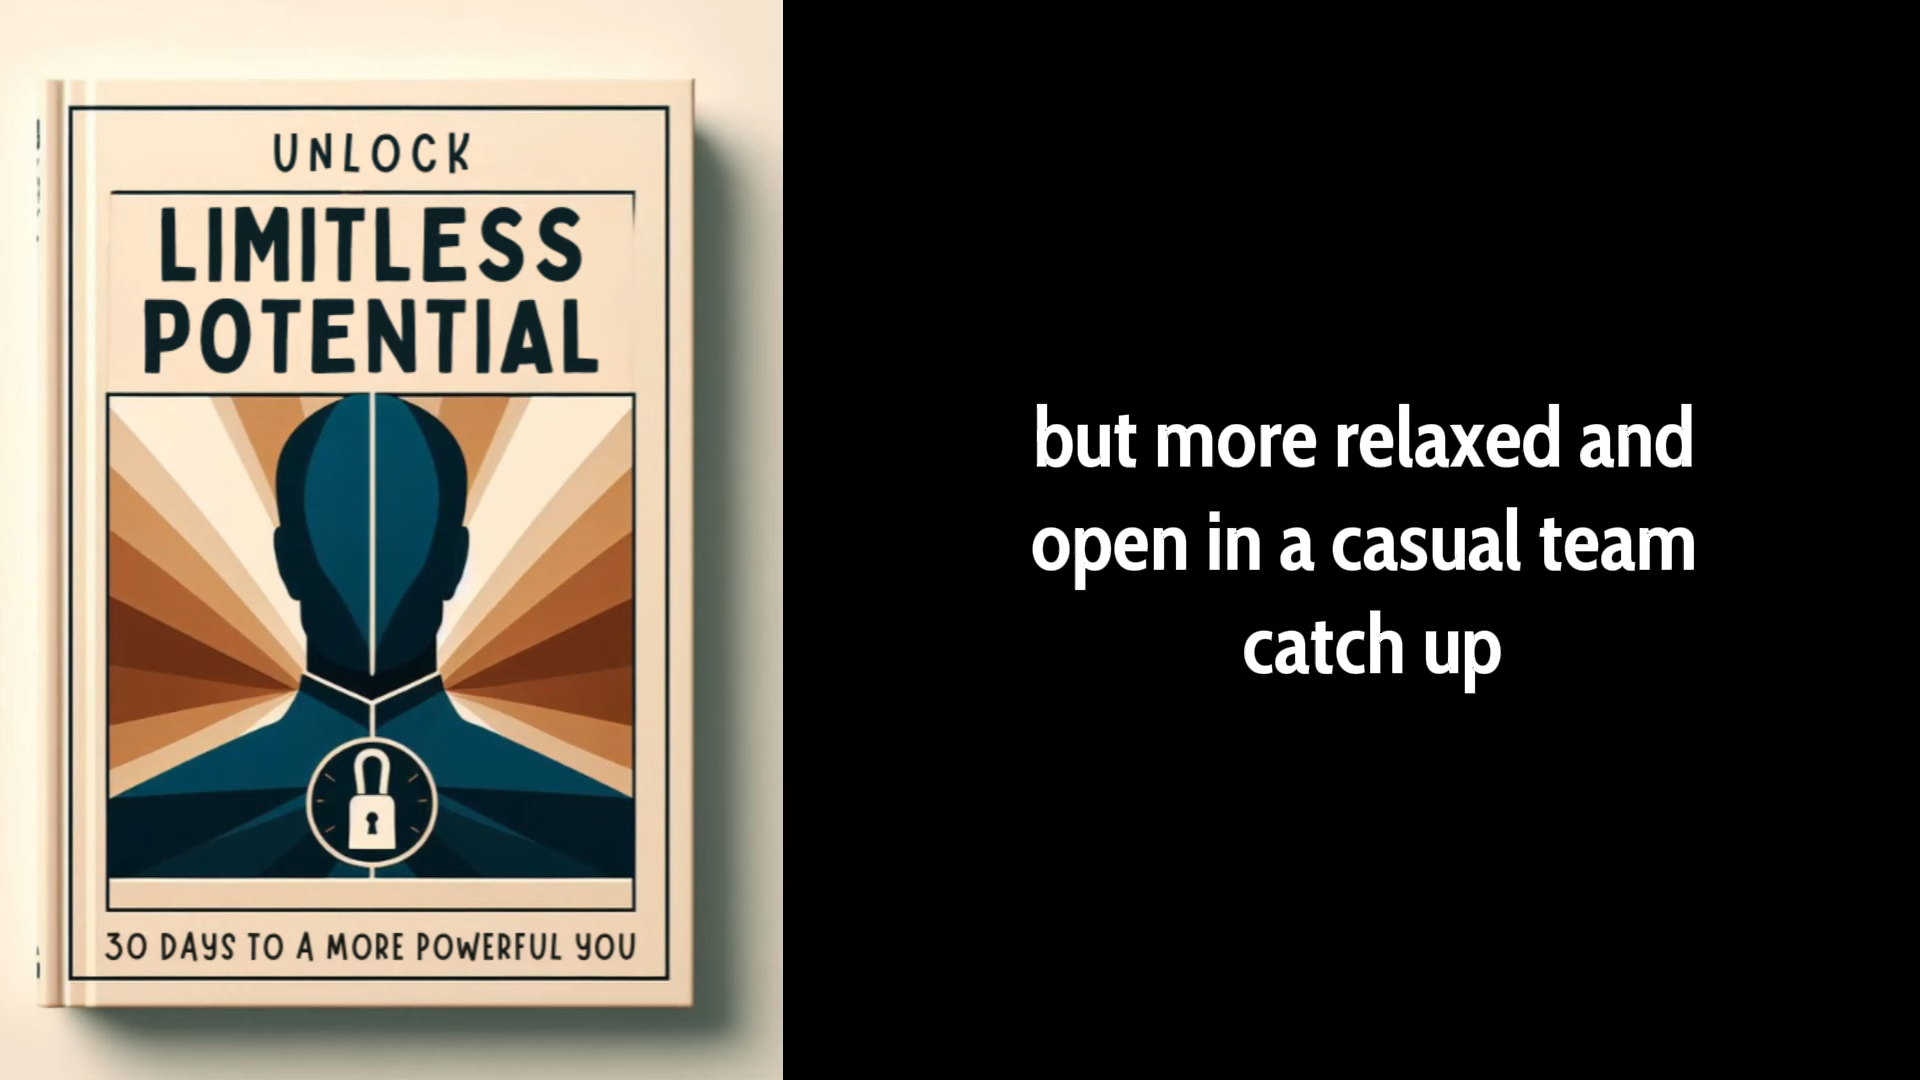 UNLOCK
LIMITLESS
POTENTIAL
30 DAYS TO A MORE POWERFUL YOU
but more relaxed and
open in a casual team
catch up